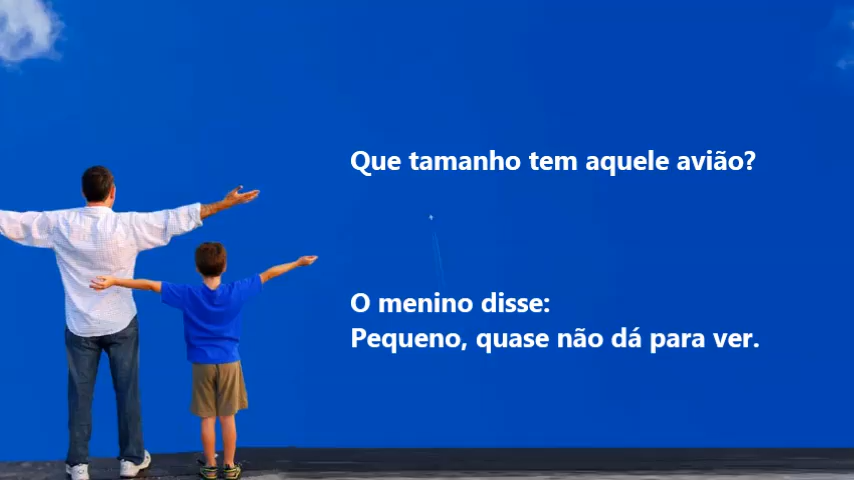 Que tamanho tem aquele avião?
O menino disse:
Pequeno, quase não dá para ver.